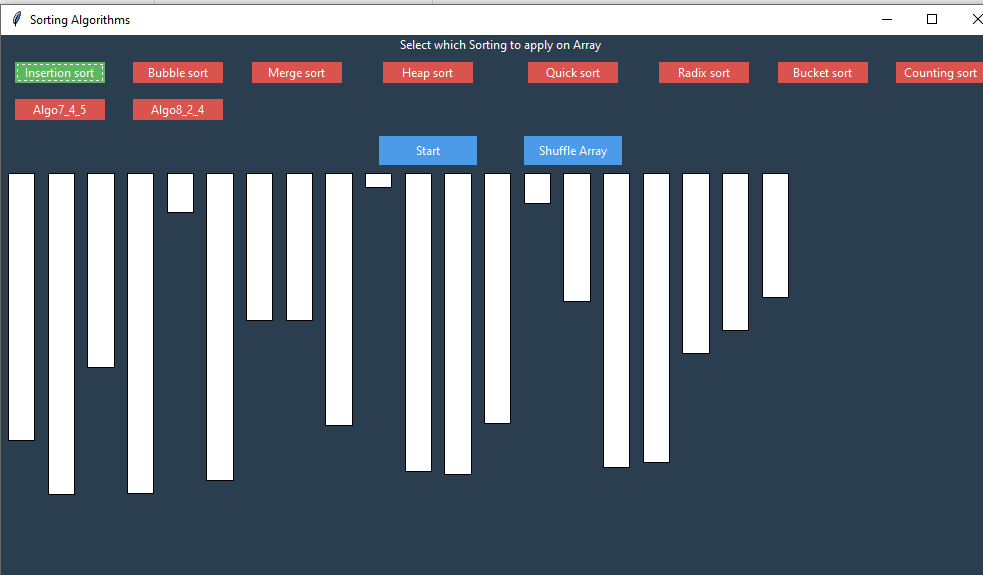 Sorting Algorithms
Select which Sorting to apply on Array
Insertion sort Bubble sort Merge sort Heap sort Quick sort Radix sort Bucket sort Counting sort
Algo7_4_5 Algo8_2_4
Start Shuffle Array